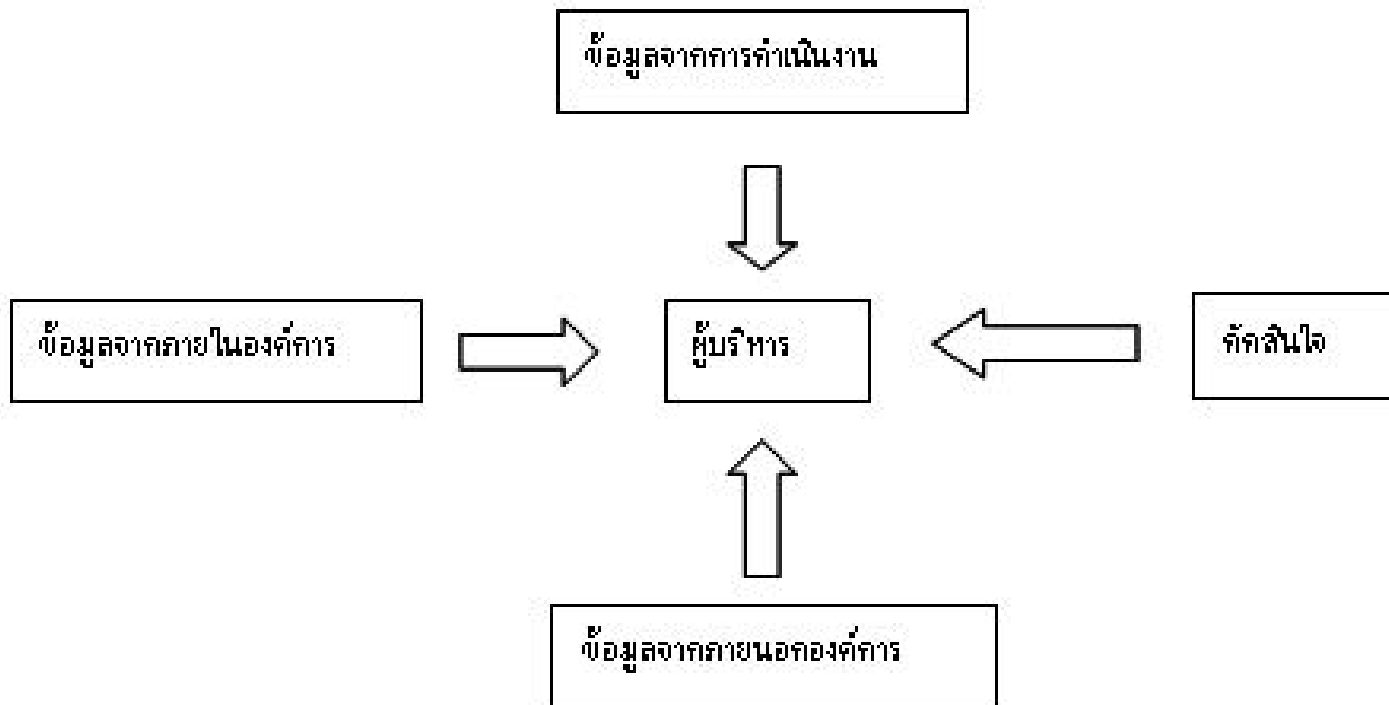 ข้อมูลจากการดำเนินงาน
ข้อมูลจากภายในองค์การ
ผู้บริหาร
ตัดสินใจ
ข้อมูลจากภายนอกองค์การ